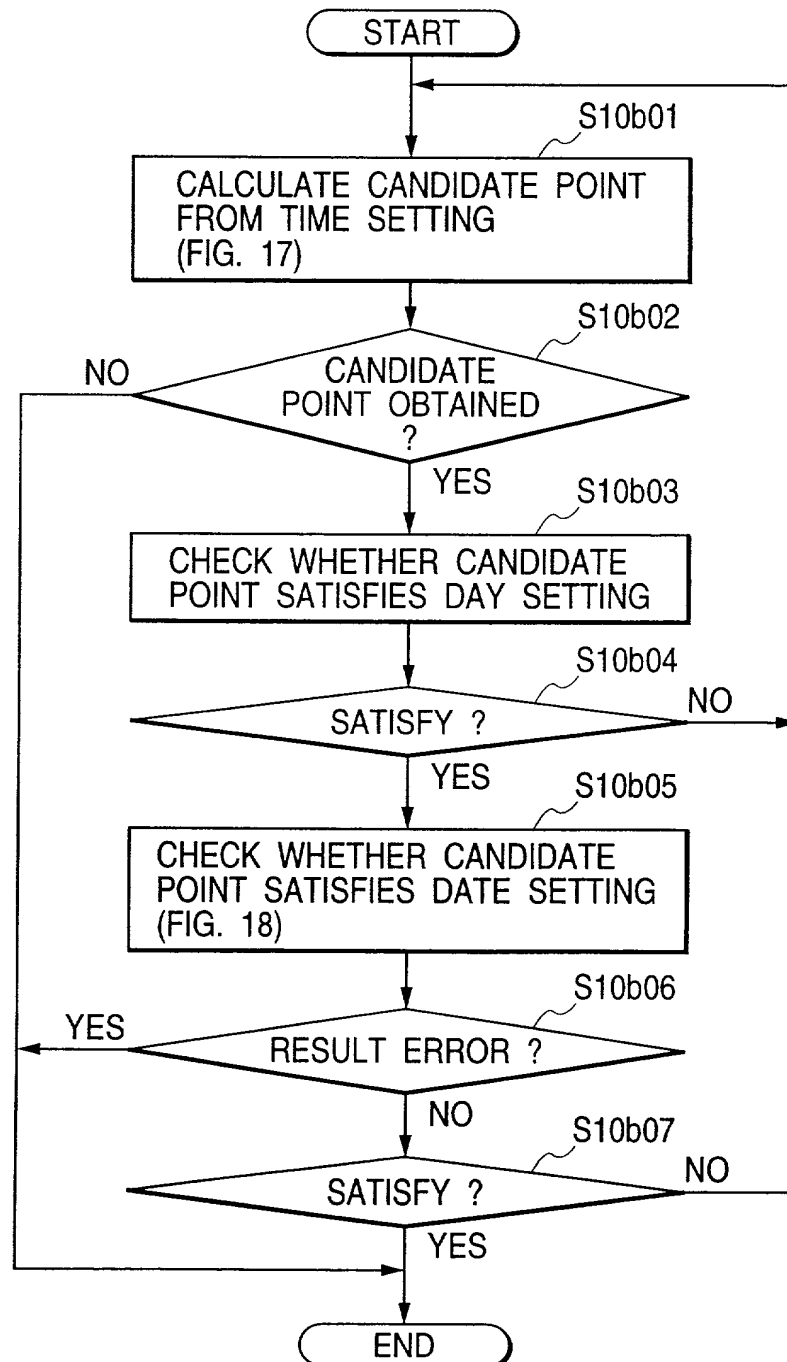 START
S10b01
CALCULATE CANDIDATE POINT
FROM TIME SETTING
(FIG. 17)
S10b02
NO
CANDIDATE
POINT OBTAINED
?
YES
S10b03
CHECK WHETHER CANDIDATE
POINT SATISFIES DAY SETTING
S10b04
SATISFY ?
NO
YES
S10b05
CHECK WHETHER CANDIDATE
POINT SATISFIES DATE SETTING
(FIG. 18)
S10b06
YES
RESULT ERROR ?
NO
S10b07
SATISFY ?
NO
YES
END